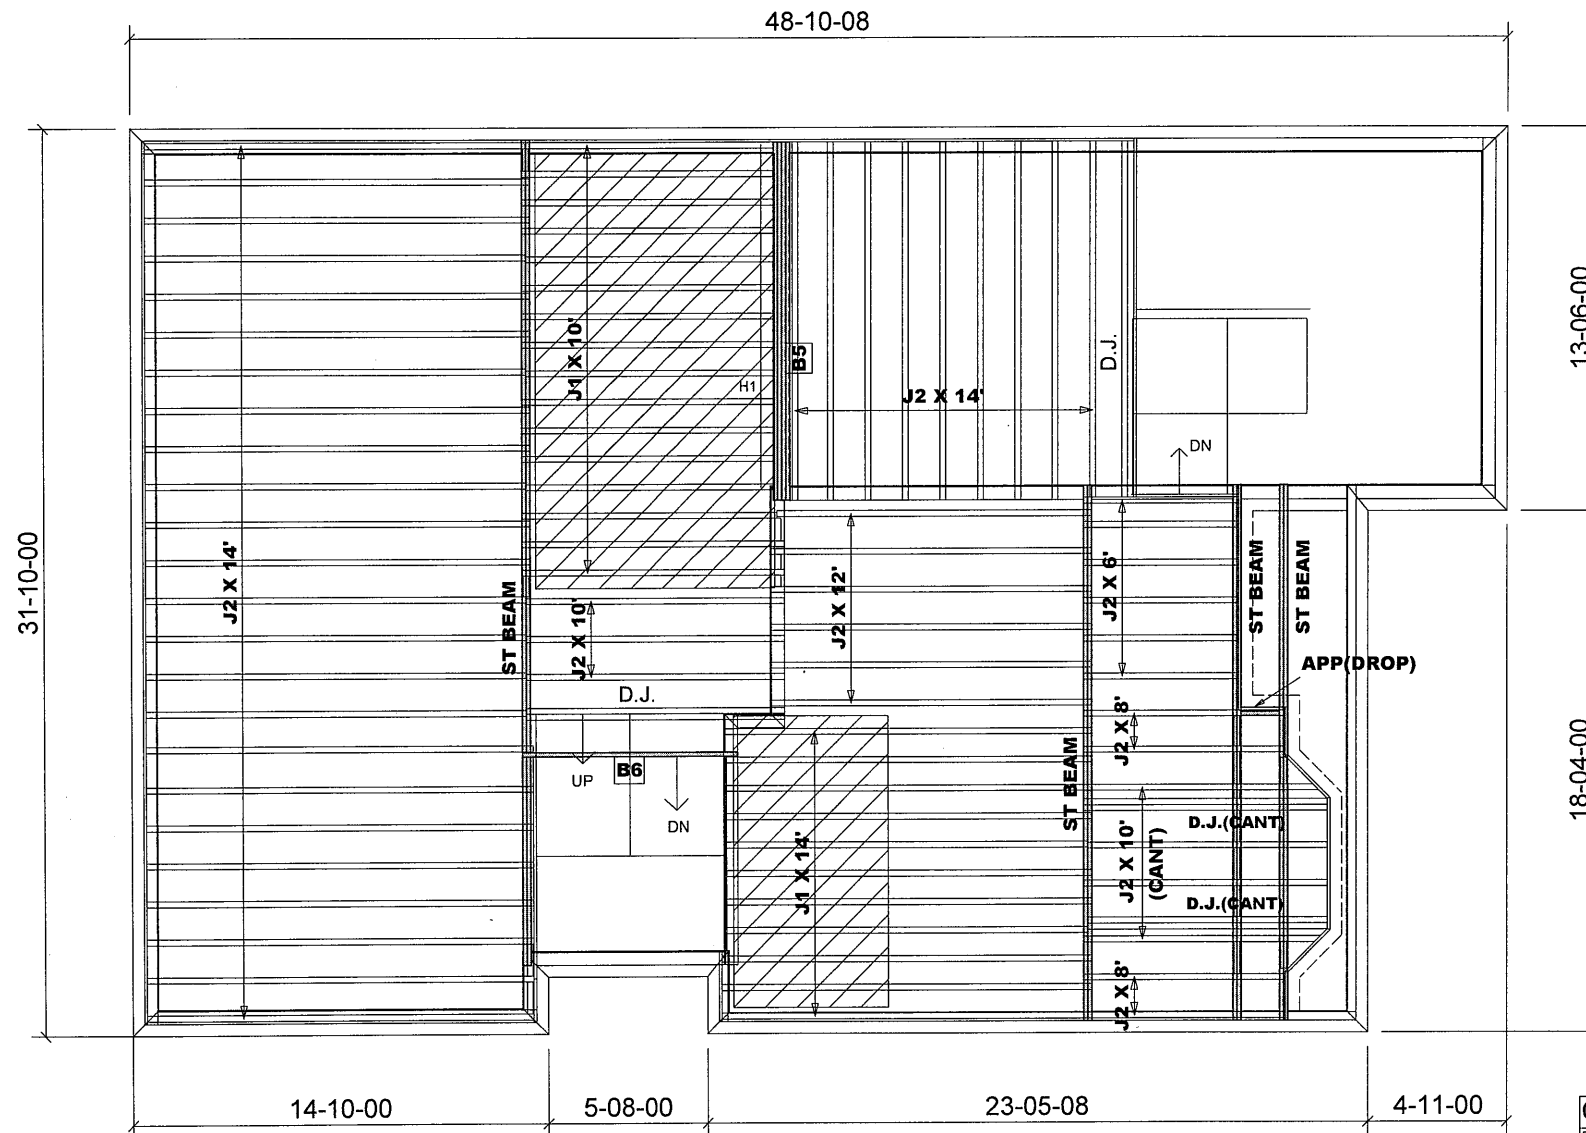 48-10-08
31-10-00
13-06-00
18-04-00
J2 X 14'
J1 X 10'
H1
B5
J2 X 14'
D.J.
DN
ST BEAM
J2 X 10'
D.J.
J2 X 12'
J2 X 6'
ST BEAM
ST BEAM
APP(DROP)
UP
B6
DN
J1 X 14'
ST BEAM
J2 X 8'
J2 X 10'
(CANT)
D.J.(CANT)
D.J.(CANT)
J2 X 8'
14-10-00
5-08-00
23-05-08
4-11-00